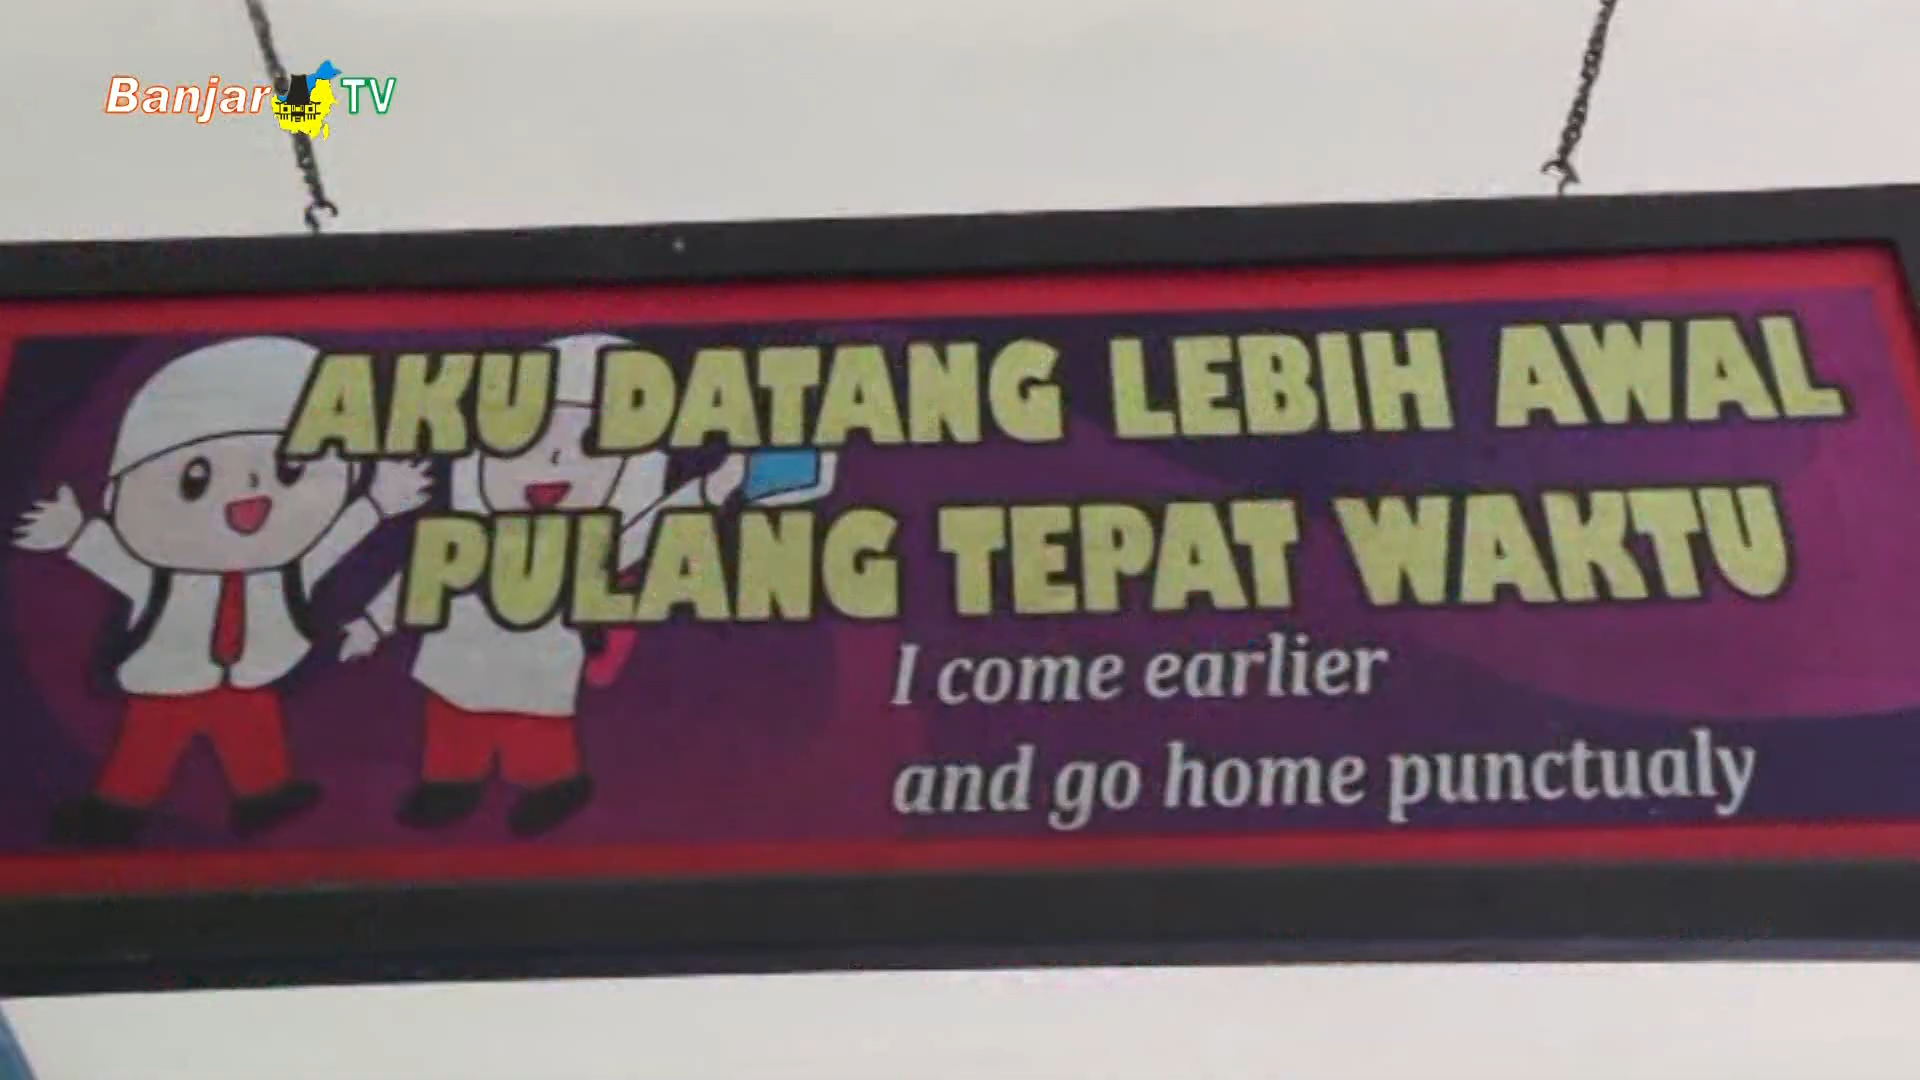 Banjar TV
AKU DATANG LEBIH AWAL
PULANG TEPAT WAKTU
I come earlier
and go home punctualy